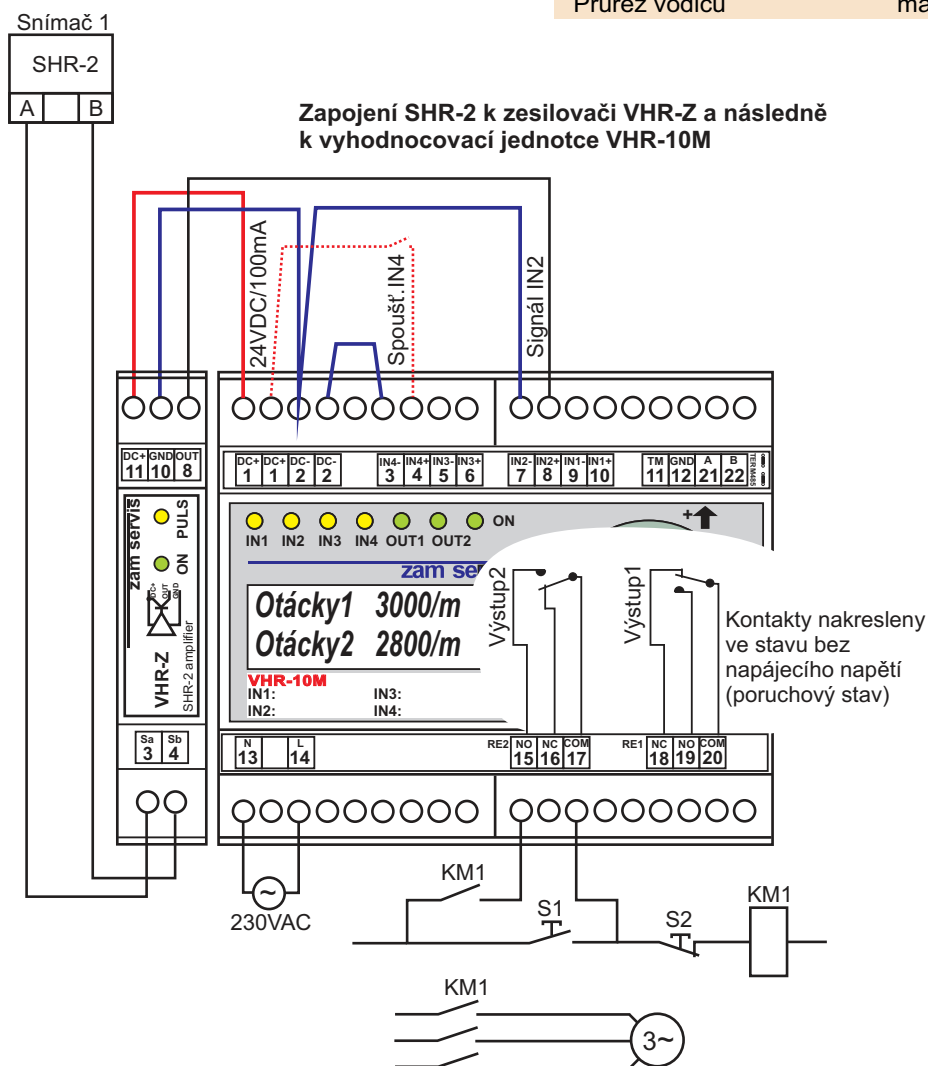 Průřez vodičů
Snímač 1
SHR-2
A B
Zapojení SHR-2 k zesilovači VHR-Z a následně
k vyhodnocovací jednotce VHR-10M
24VDC/100mA
Spoušť.IN4
Signál IN2
DC+ GND OUT
11 10 8
DC+ DC+ DC- DC-
1 1 2 2
IN4- IN4+ IN3- IN3+
3 4 5 6
IN2- IN2+ IN1- IN1+
7 8 9 10
TM GND A B
11 12 21 22
TERM485
zam servis
PULS
ON
DC+
OUT
GND
VHR-Z
SHR-2 amplifier
Sa Sb
3 4
IN1 IN2 IN3 IN4 OUT1 OUT2 ON
+
zam se
Otácky1 3000/m
Otácky2 2800/m
VHR-10M
IN1: IN3:
IN2: IN4:
Výstup2
Výstup1
Kontakty nakresleny
ve stavu bez
napájecího napětí
(poruchový stav)
N L
13 14
RE2 NO NC COM
15 16 17
RE1 NC NO COM
18 19 20
~
230VAC
KM1
S1
S2
KM1
KM1
3~